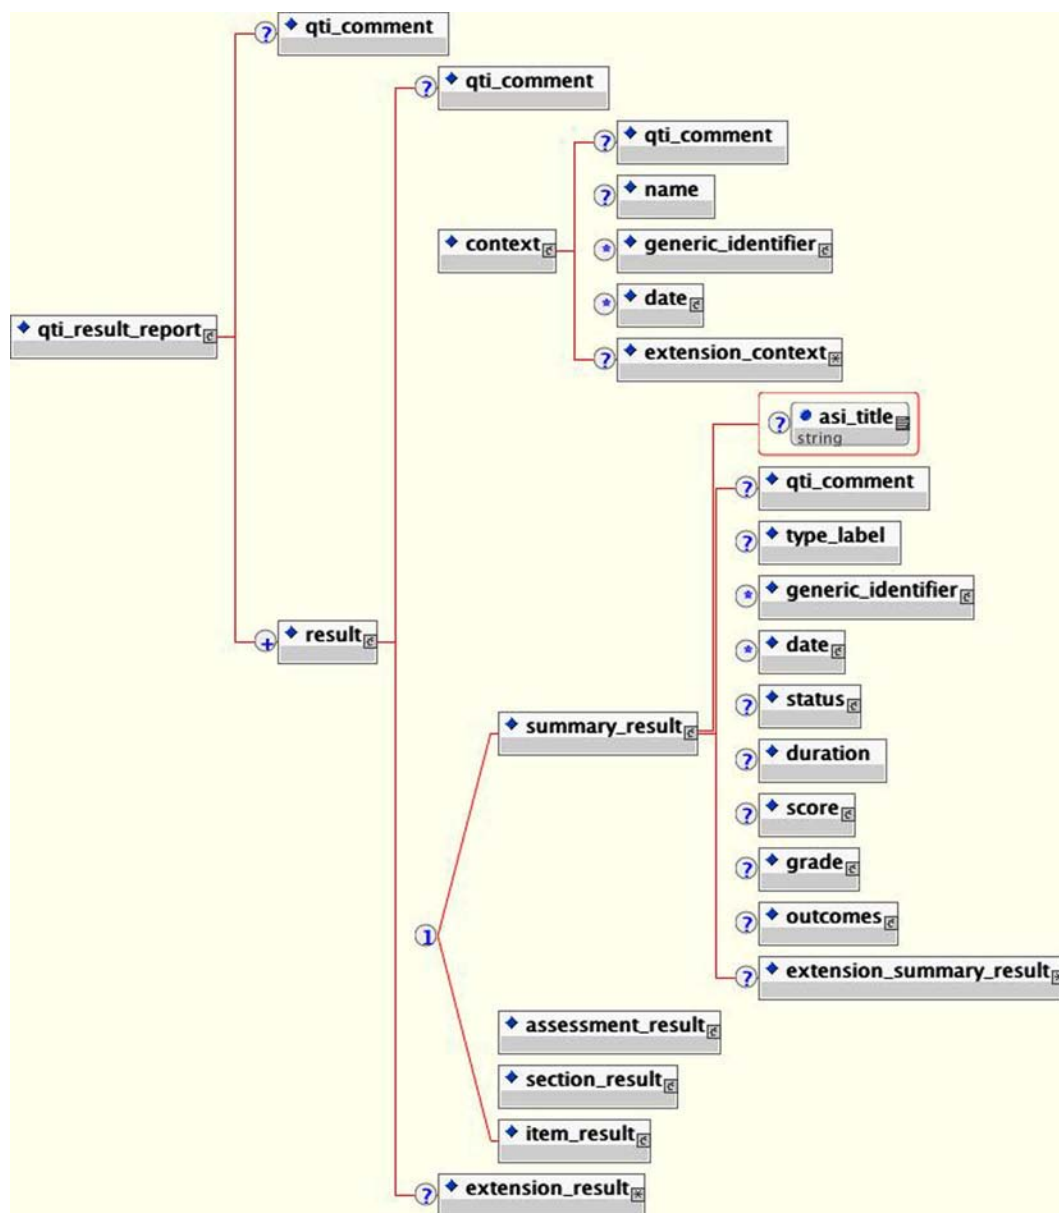 ? qti_comment
? qti_comment
? qti_comment
? name
context
* generic_identifier
* date
qti_result_report
? extension_context
? asi_title
string
? qti_comment
? type_label
* generic_identifier
+ result
* date
? status
summary_result
? duration
? score
? grade
? outcomes
1
? extension_summary_result
assessment_result
section_result
item_result
? extension_result